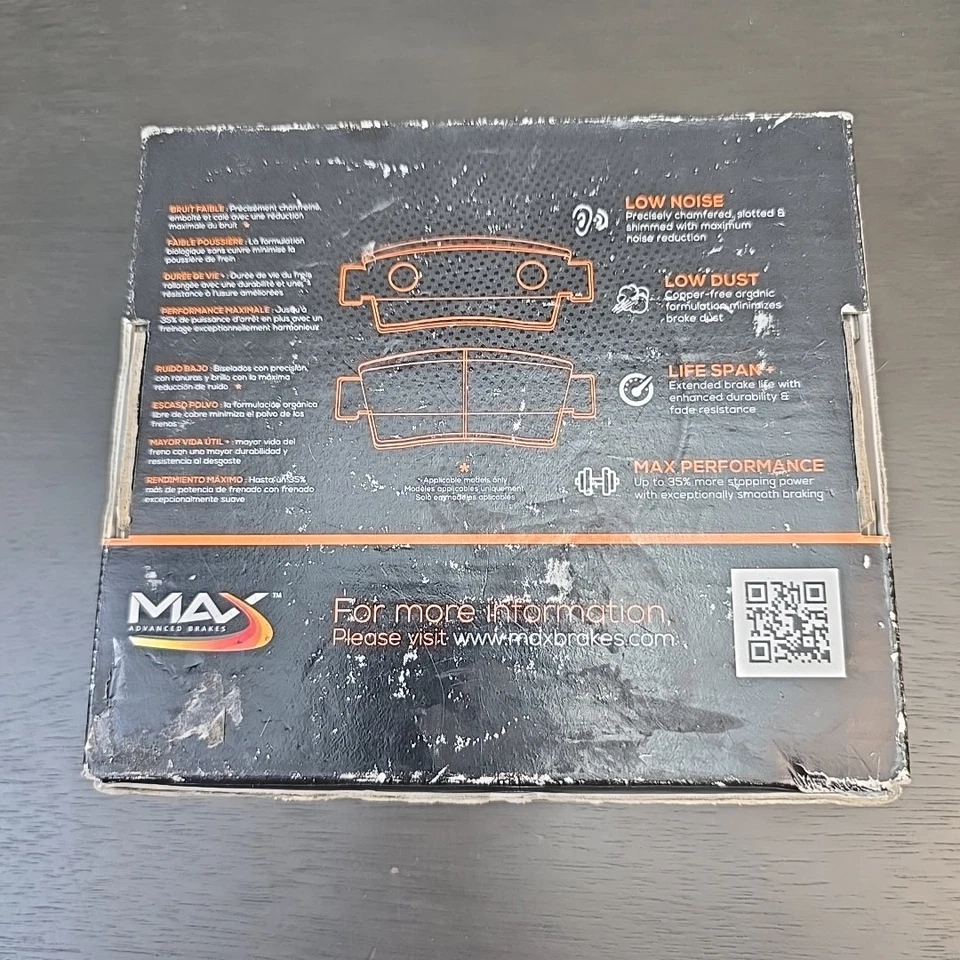 BRUIT FAIBLE : Précisément chanfreiné,
emboîté et calé avec une réduction
maximale du bruit *
FAIBLE POUSSIÈRE : La formulation
biologique sans cuivre minimise la
poussière de frein
DURÉE DE VIE + : Durée de vie du frein
rallongée avec une durabilité et une
résistance à l'usure améliorées
PERFORMANCE MAXIMALE : Jusqu'à
35% de puissance d'arrêt en plus avec un
freinage exceptionnellement harmonieux
RUIDO BAJO : Biselados con precisión,
con ranuras y brillo con la máxima
reducción de ruido *
ESCASO POLVO : la formulación orgánica
libre de cobre minimiza el polvo de los
frenas
MAYOR VIDA ÚTIL + : mayor vida del
freno con una mayor durabilidad y
resistencia al desgaste
RENDIMIENTO MÁXIMO : Hasta un 35%
más de potencia de frenado con frenado
excepcionalmente suave
*
Applicable models only
Modèles applicables uniquement
Solo en modelos aplicables
LOW NOISE
Precisely chamfered, slotted &
shimmed with maximum
noise reduction
LOW DUST
Copper-free organic
formulation minimizes
brake dust
LIFE SPAN +
Extended brake life with
enhanced durability &
fade resistance
MAX PERFORMANCE
Up to 35% more stopping power
with exceptionally smooth braking
MAX™
ADVANCED BRAKES
For more information,
Please visit www.maxbrakes.com